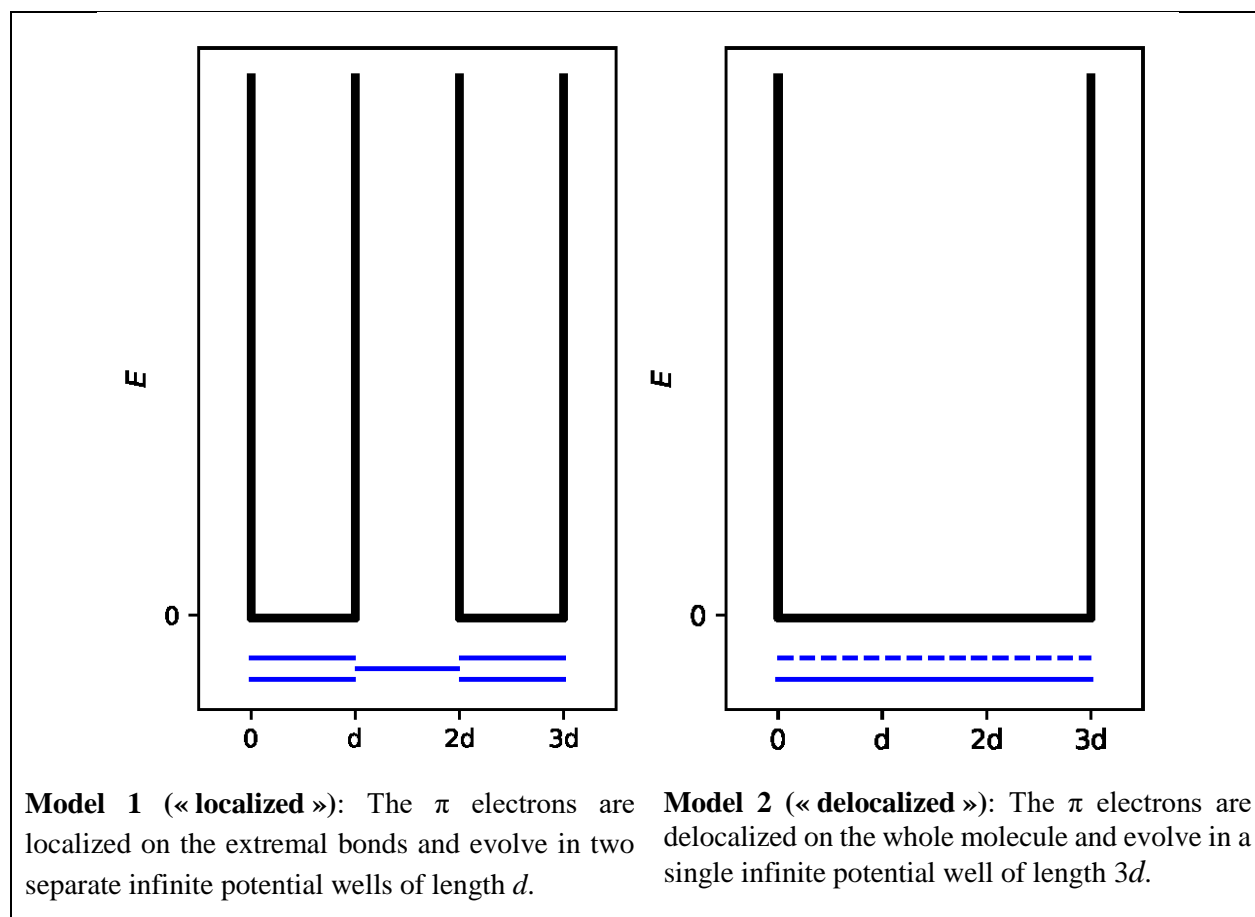 E
0
0
d
2d
3d
E
0
0
d
2d
3d
Model 1 (« localized »): The π electrons are
localized on the extremal bonds and evolve in two
separate infinite potential wells of length d.
Model 2 (« delocalized »): The π electrons are
delocalized on the whole molecule and evolve in a
single infinite potential well of length 3d.